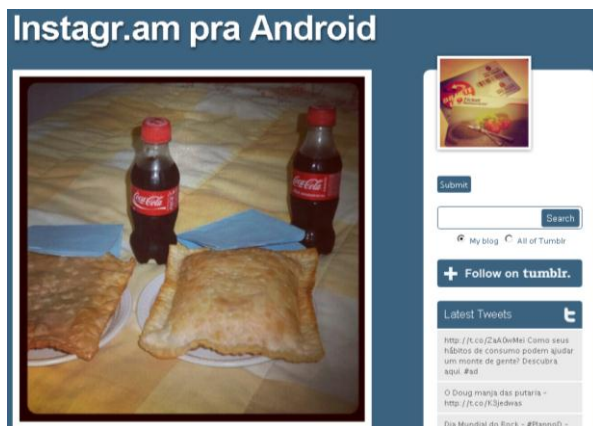 Instagr.am pra Android
Coca-Cola
Coca-Cola
Submit
Search
My blog All of Tumblr
Follow on tumblr.
Latest Tweets
http://t.co/ZaA0wMei Como seus
hábitos de consumo podem ajudar
um monte de gente? Descubra
aqui. #ad
O Doug manja das putaria -
http://t.co/K3jedwas
Dia Mundial do Rock - #PlannoD -